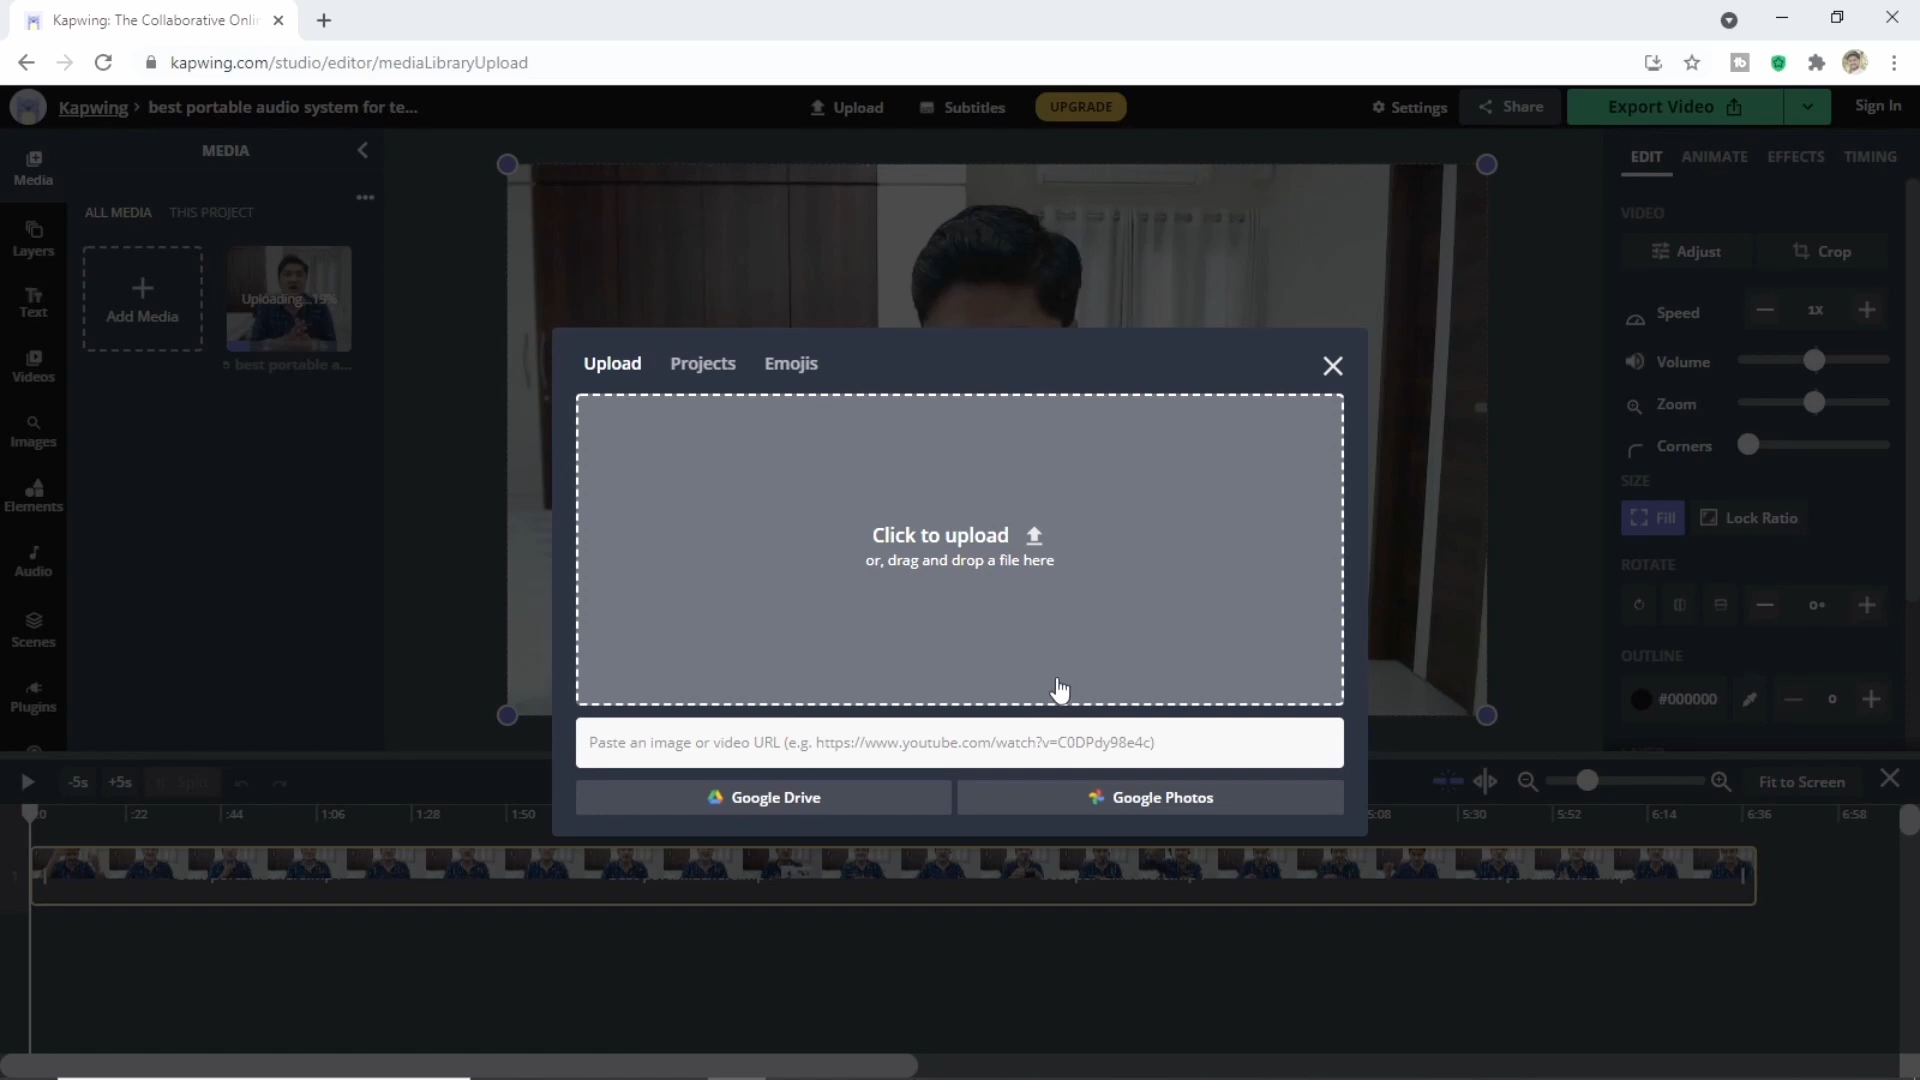 Kapwing: The Collaborative Onli
kapwing.com/studio/editor/mediaLibraryUpload
Kapwing > best portable audio system for te...
Upload
Subtitles
UPGRADE
Settings
Share
Export Video
Sign In
Media
Layers
Text
Videos
Images
Elements
Audio
Scenes
Plugins
MEDIA
ALL MEDIA THIS PROJECT
Add Media
Uploading...19%
best portable a...
Upload Projects Emojis
Click to upload
or, drag and drop a file here
Paste an image or video URL (e.g. https://www.youtube.com/watch?v=C0DPdy98e4c)
Google Drive
Google Photos
EDIT ANIMATE EFFECTS TIMING
VIDEO
Adjust
Crop
Speed
1X
Volume
Zoom
Corners
SIZE
Fill
Lock Ratio
ROTATE
0°
OUTLINE
#000000
0
-5s +5s Split
Fit to Screen
:0 :22 :44 1:06 1:28 1:50 5:08 5:30 5:52 6:14 6:36 6:58